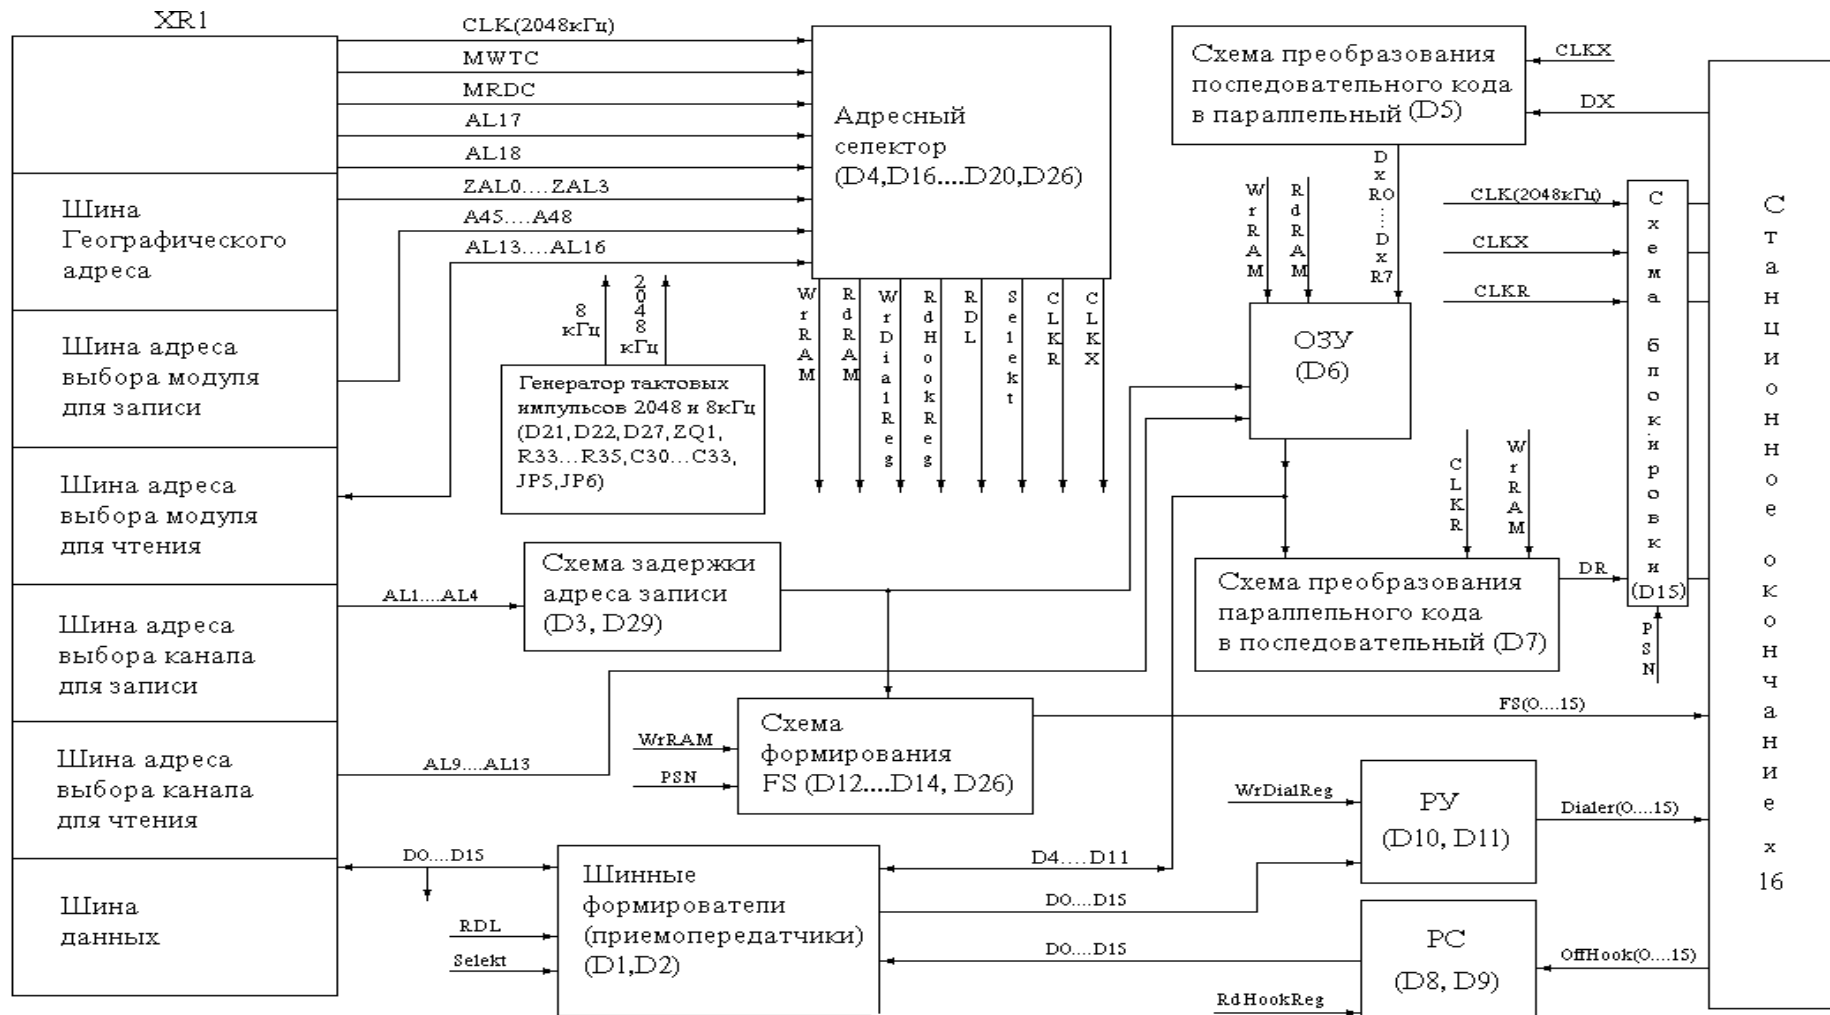 XR1
Шина
Географического
адреса
Шина адреса
выбора модуля
для записи
Шина адреса
выбора модуля
для чтения
Шина адреса
выбора канала
для записи
Шина адреса
выбора канала
для чтения
Шина
данных
CLK(2048кГц)
MWTC
MRDC
AL17
AL18
ZAL0....ZAL3
A45....A48
AL13....AL16
Адресный
селектор
(D4,D16....D20,D26)
8
кГц
2048
кГц
Генератор тактовых
импульсов 2048 и 8кГц
(D21,D22,D27,ZQ1,
R33...R35,C30...C33,
JP5,JP6)
WrRAM
RdRAM
WrDialReg
RdHookReg
RDL
Selekt
CLKR
CLKX
AL1....AL4
Схема задержки
адреса записи
(D3, D29)
AL9....AL13
WrRAM
PSN
Схема
формирования
FS (D12....D14, D26)
D0....D15
RDL
Selekt
Шинные
формирователи
(приемопередатчики)
(D1,D2)
D4....D11
D0....D15
D0....D15
Схема преобразования
последовательного кода
в параллельный (D5)
CLKX
DX
WrRAM
RdRAM
DxR0....DxR7
ОЗУ
(D6)
CLK(2048кГц)
CLKX
CLKR
CLKR
WrRAM
Схема преобразования
параллельного кода
в последовательный (D7)
DR
Схема блокировки
(D15)
PSN
FS(0....15)
WrDialReg
РУ
(D10, D11)
Dialer(0....15)
РС
(D8, D9)
OffHook(0....15)
RdHookReg
Станционное окончание x
16